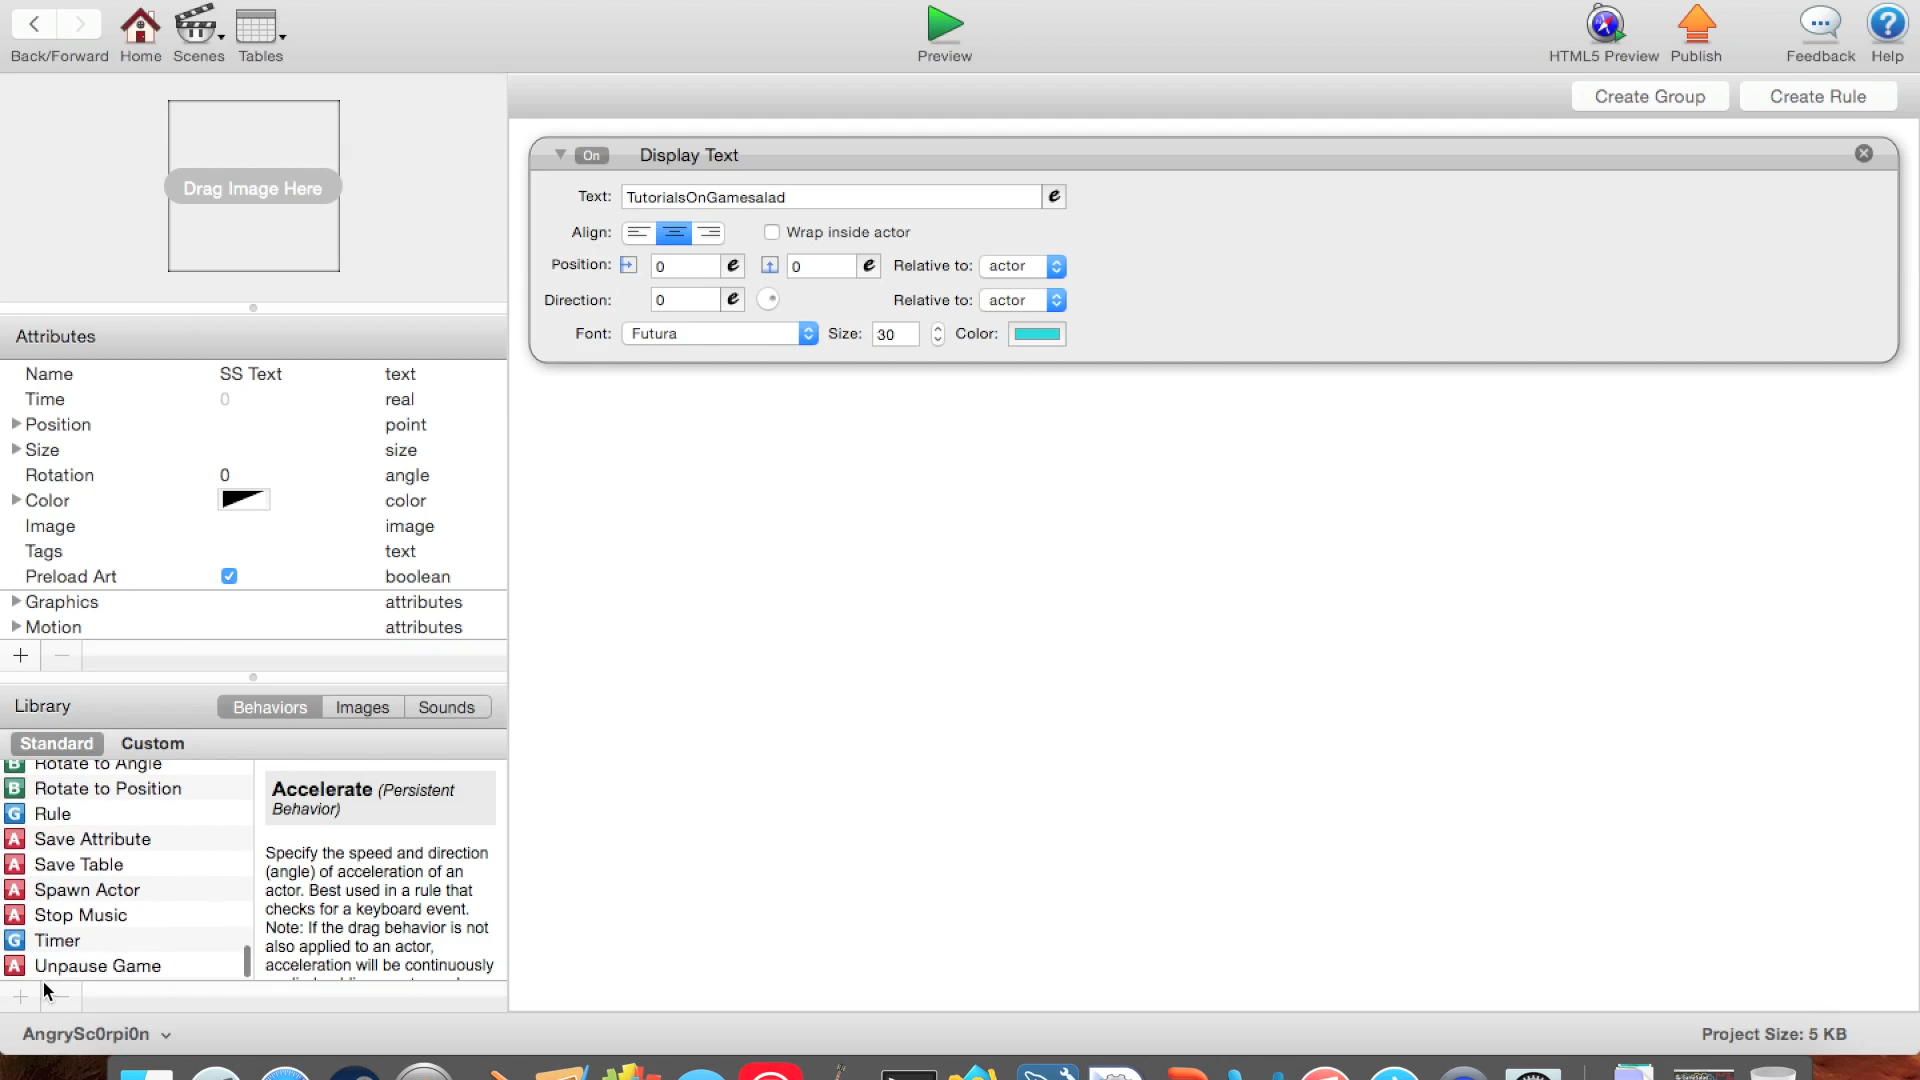 Back/Forward Home Scenes Tables Preview HTML5 Preview Publish Feedback Help
Create Group Create Rule
Drag Image Here
On Display Text
Text: TutorialsOnGamesalad e
Align: Wrap inside actor
Position: 0 e 0 e Relative to: actor
Direction: 0 e Relative to: actor
Font: Futura Size: 30 Color:
Attributes
Name SS Text text
Time 0 real
Position point
Size size
Rotation 0 angle
Color color
Image image
Tags text
Preload Art boolean
Graphics attributes
Motion attributes
Library Behaviors Images Sounds
Standard Custom
B Rotate to Angle
B Rotate to Position
G Rule
A Save Attribute
A Save Table
A Spawn Actor
A Stop Music
G Timer
A Unpause Game
Accelerate (Persistent
Behavior)
Specify the speed and direction
(angle) of acceleration of an
actor. Best used in a rule that
checks for a keyboard event.
Note: If the drag behavior is not
also applied to an actor,
acceleration will be continuously
AngrySc0rpi0n
Project Size: 5 KB